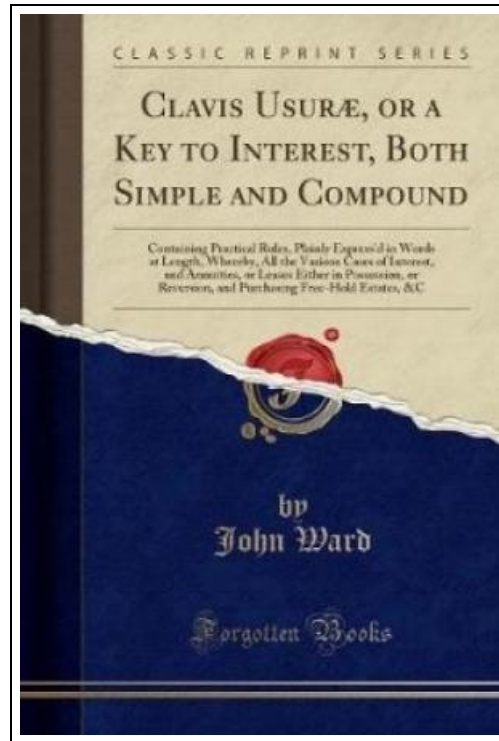 CLASSIC REPRINT SERIES
CLAVIS USURÆ, OR A
KEY TO INTEREST, BOTH
SIMPLE AND COMPOUND
Containing Practical Rules, Plainly Express'd in Words
at Length, Whereby, All the Various Cases of Interest,
and Annuities, or Leases Either in Possession, or
Reversion, and Purchasing Free-Hold Estates, &C
by
John Ward
Forgotten Books